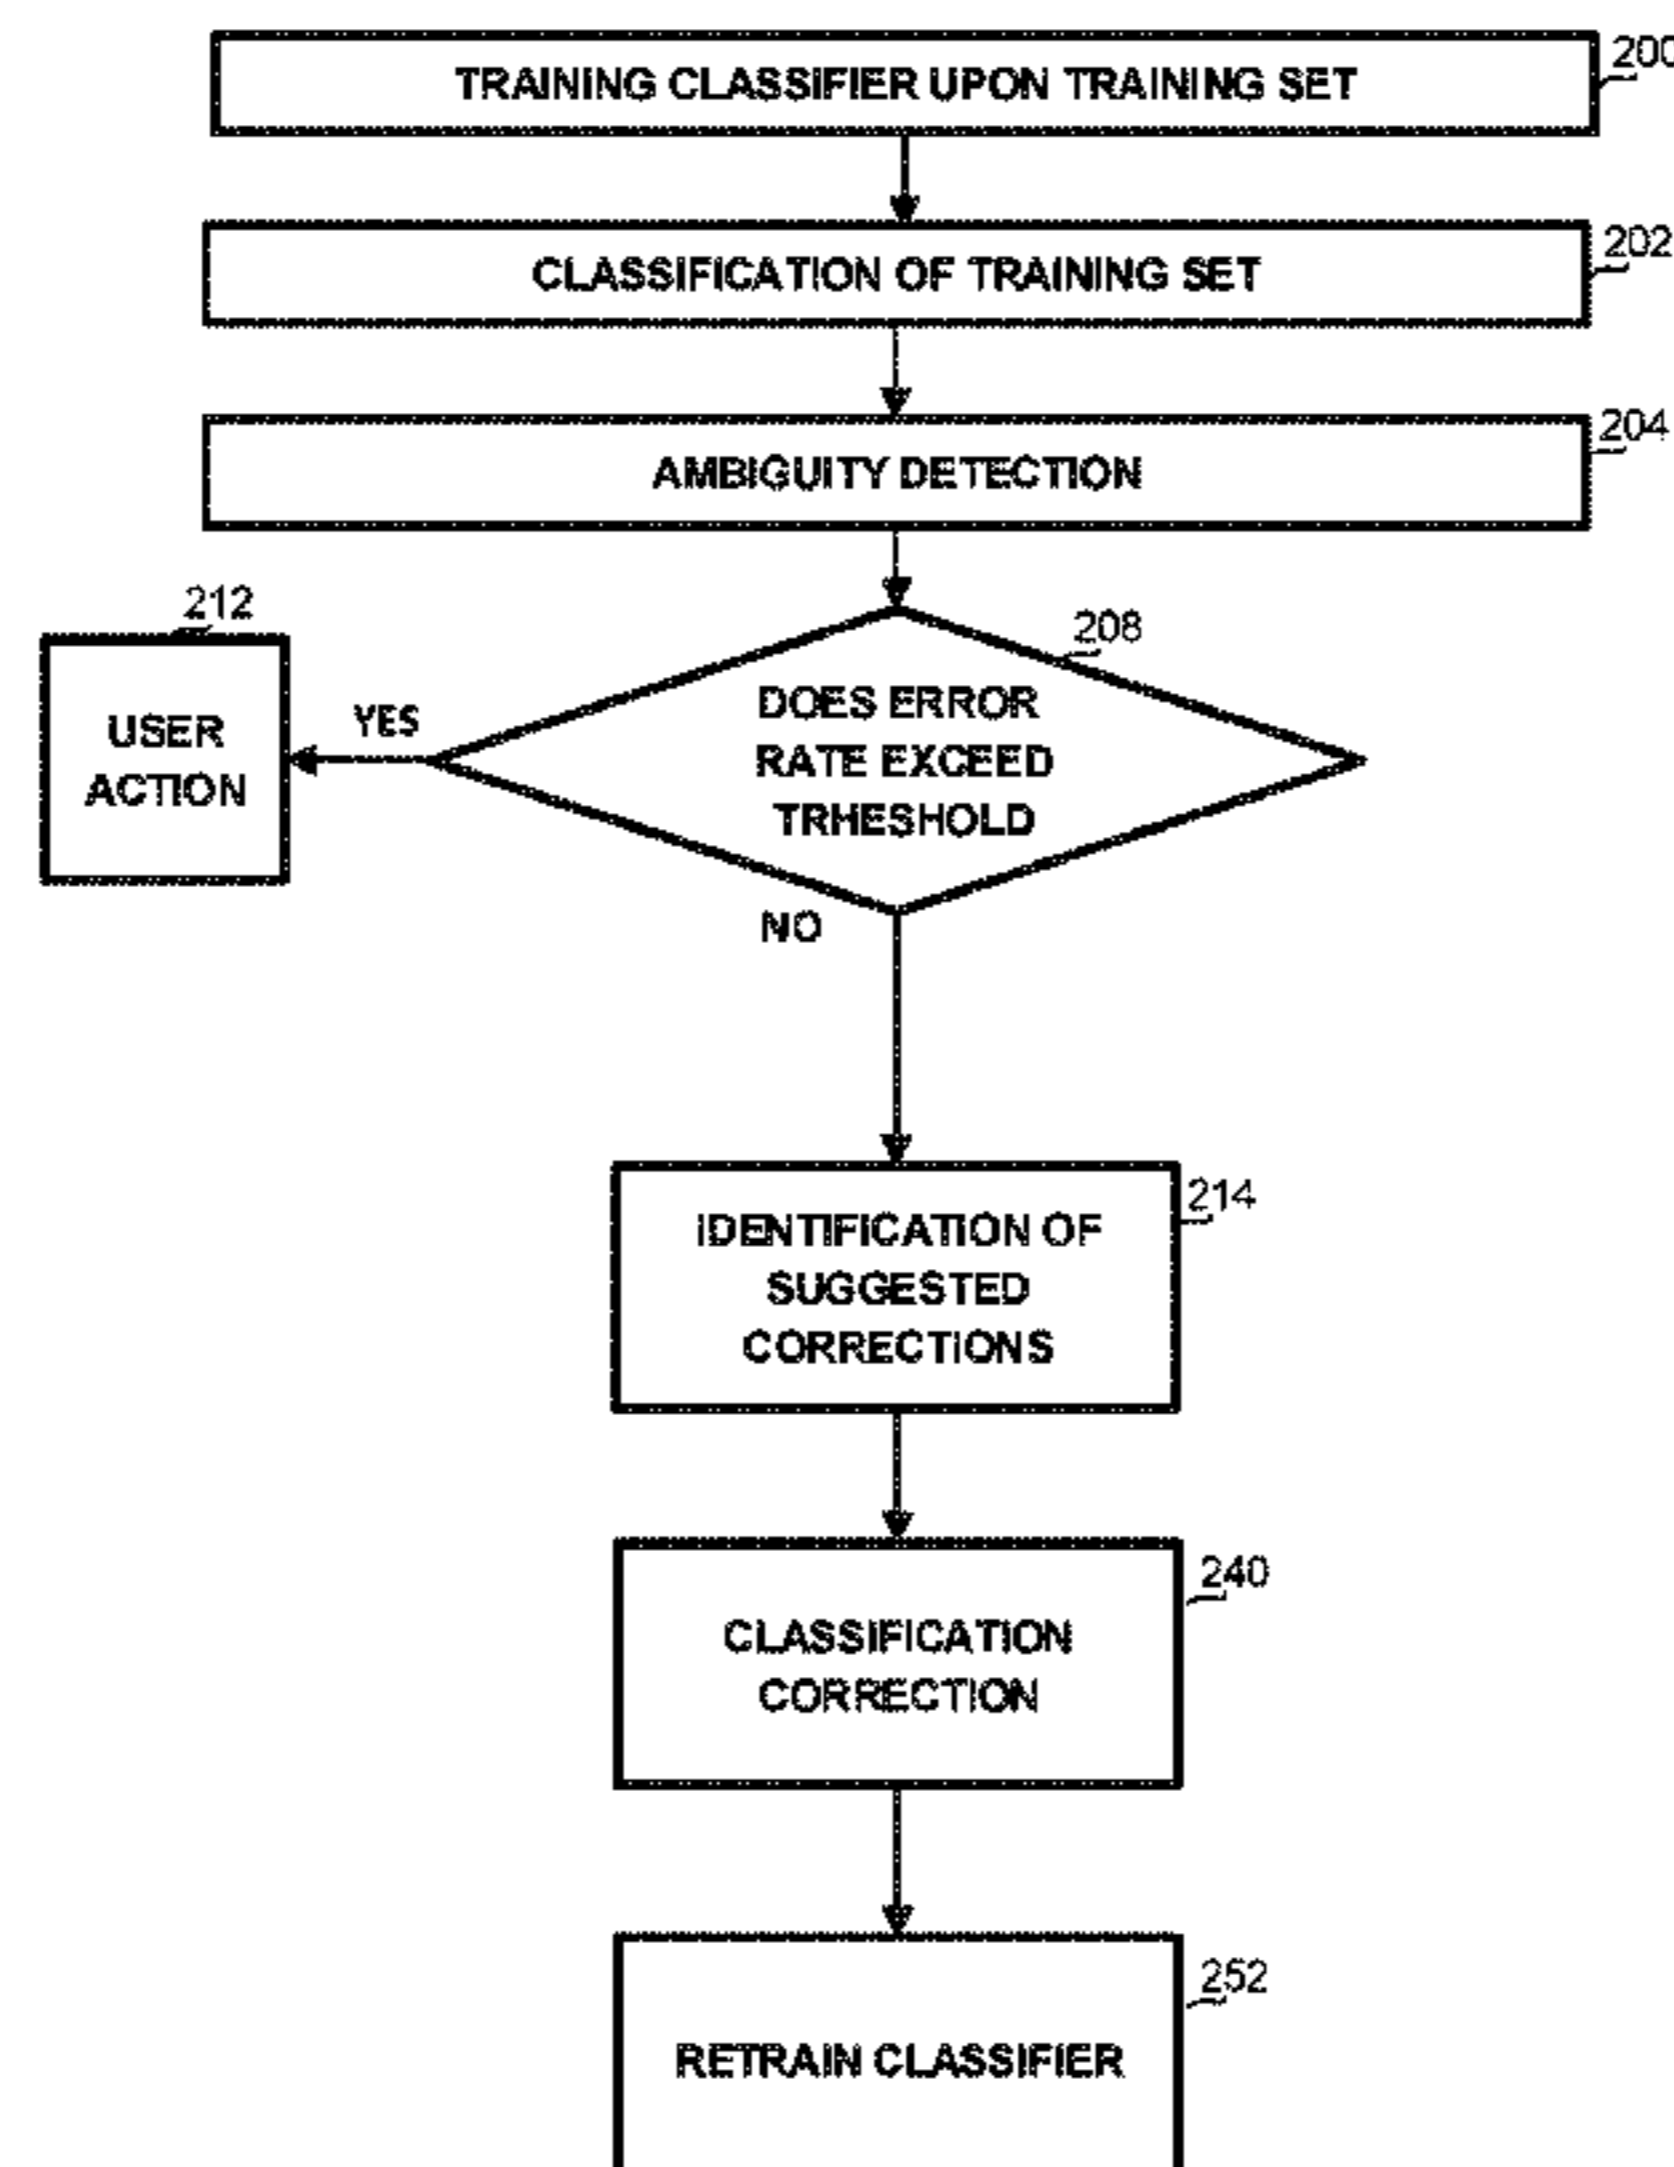 200
TRAINING CLASSIFIER UPON TRAINING SET
202
CLASSIFICATION OF TRAINING SET
204
AMBIGUITY DETECTION
212
208
USER
ACTION
YES
DOES ERROR
RATE EXCEED
TRHESHOLD
NO
214
IDENTIFICATION OF
SUGGESTED
CORRECTIONS
240
CLASSIFICATION
CORRECTION
252
RETRAIN CLASSIFIER